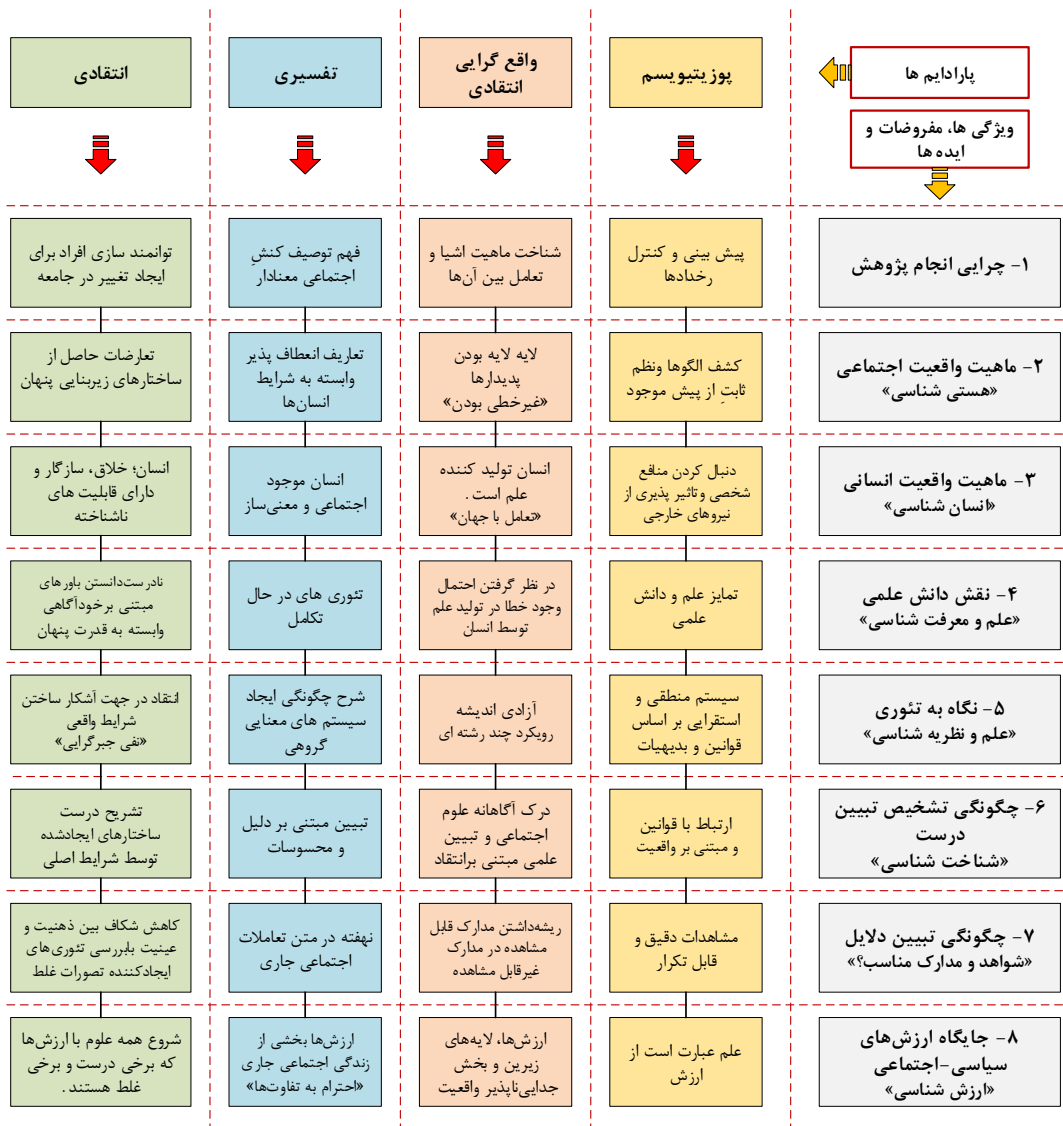 پارادایم ها
ویژگی ها، مفروضات و
ایده ها
پوزیتیویسم
واقع گرایی
انتقادی
تفسیری
انتقادی
۱- چرایی انجام پژوهش
پیش بینی و کنترل
رخدادها
شناخت ماهیت اشیا و
تعامل بین آن‌ها
فهم توصیف کنشِ
اجتماعی معنادار
توانمند سازی افراد برای
ایجاد تغییر در جامعه
۲- ماهیت واقعیت اجتماعی
«هستی شناسی»
کشف الگوها ونظم
ثابتِ از پیش موجود
لایه لایه بودن
پدیدارها
«غیرخطی بودن»
تعاریف انعطاف پذیر
وابسته به شرایط
انسان‌ها
تعارضات حاصل از
ساختارهای زیربنایی پنهان
۳- ماهیت واقعیت انسانی
«انسان شناسی»
دنبال کردن منافع
شخصی وتاثیر پذیری از
نیروهای خارجی
انسان تولید کننده
علم است.
«تعامل با جهان»
انسان موجود
اجتماعی و معنی‌ساز
انسان؛ خلاق، سازگار و
دارای قابلیت های
ناشناخته
۴- نقش دانش علمی
«علم و معرفت شناسی»
تمایز علم و دانش
علمی
در نظر گرفتن احتمال
وجود خطا در تولید علم
توسط انسان
تئوری های در حال
تکامل
نادرست‌دانستن باورهای
مبتنی برخودآگاهی
وابسته به قدرت پنهان
۵- نگاه به تئوری
«علم و نظریه شناسی»
سیستم منطقی و
استقرایی بر اساس
قوانین و بدیهیات
آزادی اندیشه
رویکرد چند رشته ای
شرح چگونگی ایجاد
سیستم های معنایی
گروهی
انتقاد در جهت آشکار ساختن
شرایط واقعی
«نفی جبرگرایی»
۶- چگونگی تشخیص تبیین
درست
«شناخت شناسی»
ارتباط با قوانین
و مبتنی بر واقعیت
درک آگاهانه علوم
اجتماعی و تبیین
علمی مبتنی برانتقاد
تبیین مبتنی بر دلیل
و محسوسات
تشریح درست
ساختارهای ایجادشده
توسط شرایط اصلی
۷- چگونگی تبیین دلایل
«شواهد و مدارک مناسب؟»
مشاهدات دقیق و
قابل تکرار
ریشه‌داشتن مدارک قابل
مشاهده در مدارک
غیرقابل مشاهده
نهفته در متن تعاملات
اجتماعی جاری
کاهش شکاف بین ذهنیت و
عینیت بابررسی تئوری‌های
ایجادکننده تصورات غلط
۸- جایگاه ارزش‌های
سیاسی-اجتماعی
«ارزش شناسی»
علم عبارت است از
ارزش
ارزش‌ها، لایه‌های
زیرین و بخش
جدایی‌ناپذیر واقعیت
ارزش‌ها بخشی از
زندگی اجتماعی جاری
«احترام به تفاوت‌ها»
شروع همه علوم با ارزش‌ها
که برخی درست و برخی
غلط هستند.